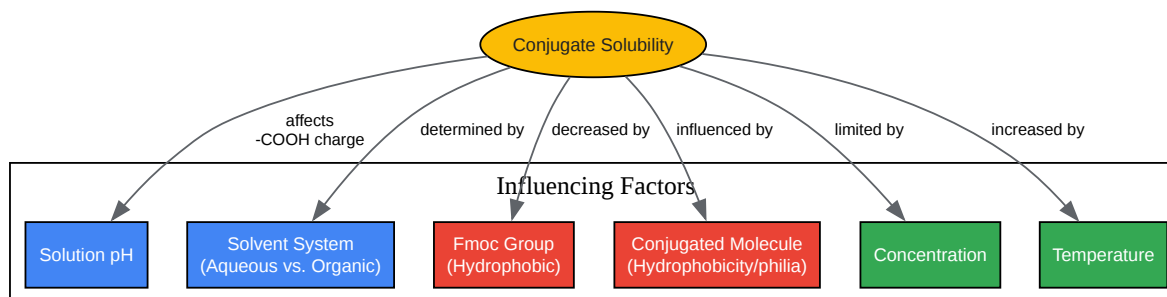 Conjugate Solubility
affects
-COOH charge
determined by
decreased by
influenced by
limited by
increased by
Influencing Factors
Solution pH
Solvent System
(Aqueous vs. Organic)
Fmoc Group
(Hydrophobic)
Conjugated Molecule
(Hydrophobicity/philia)
Concentration
Temperature